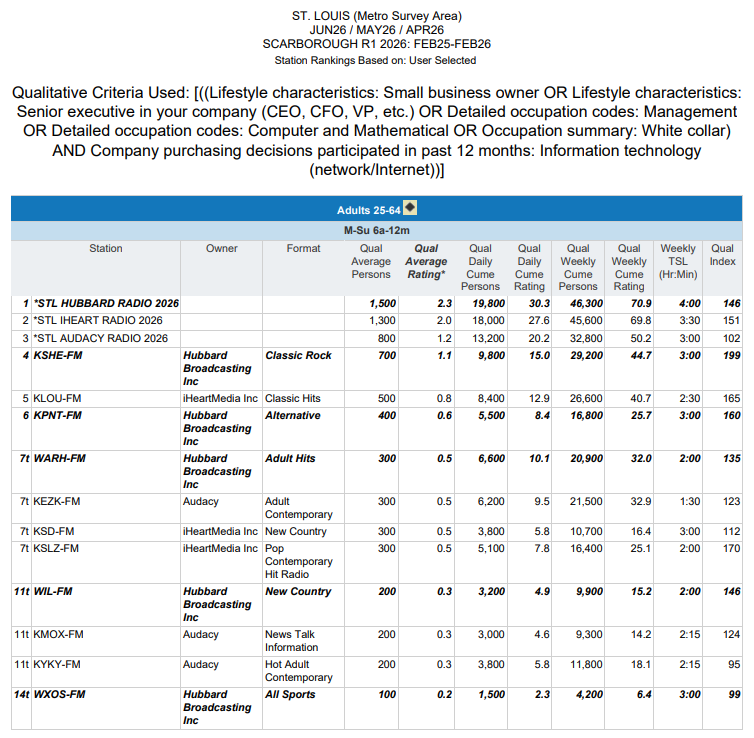 ST. LOUIS (Metro Survey Area)
JUN26 / MAY26 / APR26
SCARBOROUGH R1 2026: FEB25-FEB26
Station Rankings Based on: User Selected
Qualitative Criteria Used: [((Lifestyle characteristics: Small business owner OR Lifestyle characteristics:
Senior executive in your company (CEO, CFO, VP, etc.) OR Detailed occupation codes: Management
OR Detailed occupation codes: Computer and Mathematical OR Occupation summary: White collar)
AND Company purchasing decisions participated in past 12 months: Information technology
(network/Internet))]
Adults 25-64
M-Su 6a-12m
Station Owner Format Qual Average Persons Qual Average Rating* Qual Daily Cume Persons Qual Daily Cume Rating Qual Weekly Cume Persons Qual Weekly Cume Rating Weekly TSL (Hr:Min) Qual Index
1 *STL HUBBARD RADIO 2026 1,500 2.3 19,800 30.3 46,300 70.9 4:00 146
2 *STL IHEART RADIO 2026 1,300 2.0 18,000 27.6 45,600 69.8 3:30 151
3 *STL AUDACY RADIO 2026 800 1.2 13,200 20.2 32,800 50.2 3:00 102
4 KSHE-FM Hubbard Broadcasting Inc Classic Rock 700 1.1 9,800 15.0 29,200 44.7 3:00 199
5 KLOU-FM iHeartMedia Inc Classic Hits 500 0.8 8,400 12.9 26,600 40.7 2:30 165
6 KPNT-FM Hubbard Broadcasting Inc Alternative 400 0.6 5,500 8.4 16,800 25.7 3:00 160
7t WARH-FM Hubbard Broadcasting Inc Adult Hits 300 0.5 6,600 10.1 20,900 32.0 2:00 135
7t KEZK-FM Audacy Adult Contemporary 300 0.5 6,200 9.5 21,500 32.9 1:30 123
7t KSD-FM iHeartMedia Inc New Country 300 0.5 3,800 5.8 10,700 16.4 3:00 112
7t KSLZ-FM iHeartMedia Inc Pop Contemporary Hit Radio 300 0.5 5,100 7.8 16,400 25.1 2:00 170
11t WIL-FM Hubbard Broadcasting Inc New Country 200 0.3 3,200 4.9 9,900 15.2 2:00 146
11t KMOX-FM Audacy News Talk Information 200 0.3 3,000 4.6 9,300 14.2 2:15 124
11t KYKY-FM Audacy Hot Adult Contemporary 200 0.3 3,800 5.8 11,800 18.1 2:15 95
14t WXOS-FM Hubbard Broadcasting Inc All Sports 100 0.2 1,500 2.3 4,200 6.4 3:00 99